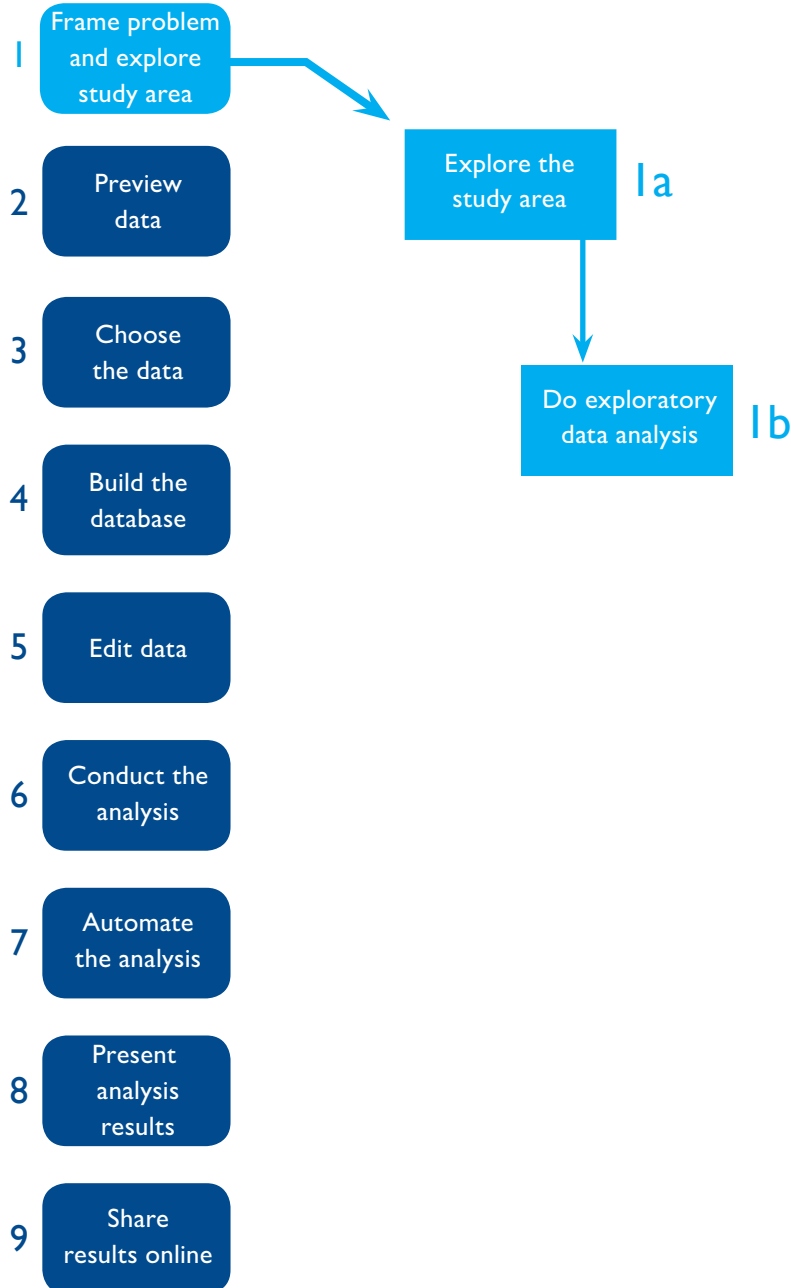 1
Frame problem
and explore
study area
Explore the
study area
1a
Do exploratory
data analysis
1b
2
Preview
data
3
Choose
the data
4
Build the
database
5
Edit data
6
Conduct the
analysis
7
Automate
the analysis
8
Present
analysis
results
9
Share
results online